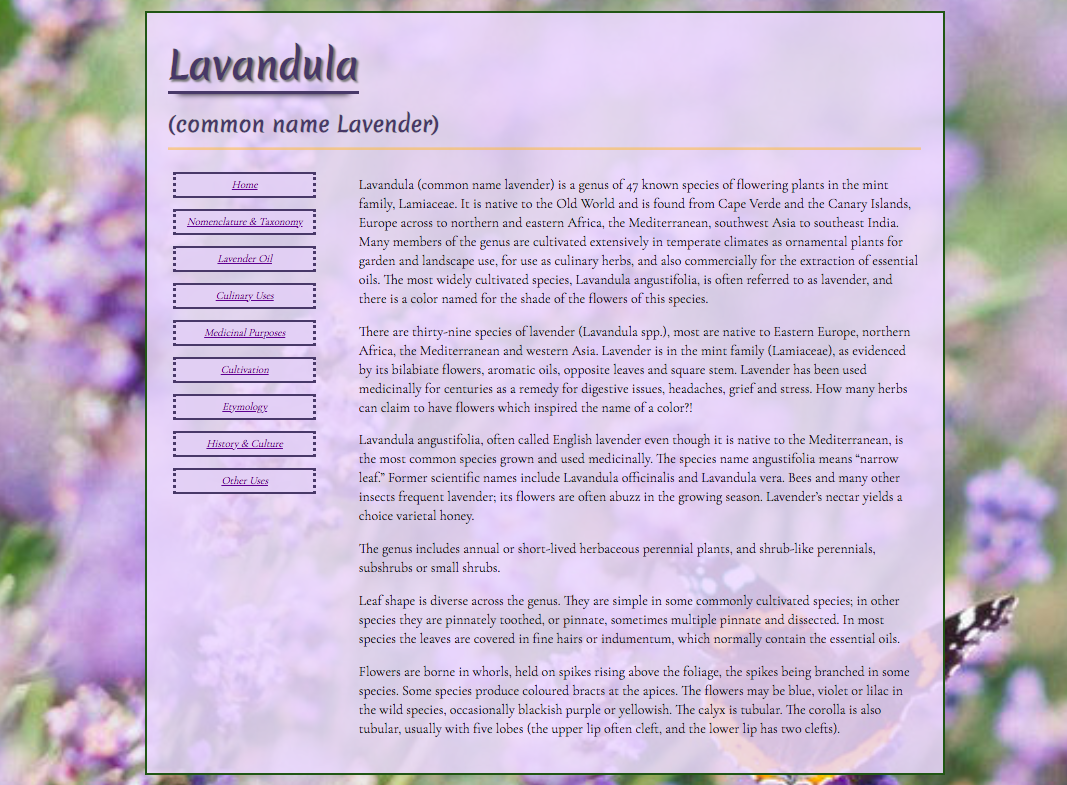 Lavandula
(common name Lavender)
Home
Nomenclature & Taxonomy
Lavender Oil
Culinary Uses
Medicinal Purposes
Cultivation
Etymology
History & Culture
Other Uses
Lavandula (common name lavender) is a genus of 47 known species of flowering plants in the mint
family, Lamiaceae. It is native to the Old World and is found from Cape Verde and the Canary Islands,
Europe across to northern and eastern Africa, the Mediterranean, southwest Asia to southeast India.
Many members of the genus are cultivated extensively in temperate climates as ornamental plants for
garden and landscape use, for use as culinary herbs, and also commercially for the extraction of essential
oils. The most widely cultivated species, Lavandula angustifolia, is often referred to as lavender, and
there is a color named for the shade of the flowers of this species.
There are thirty-nine species of lavender (Lavandula spp.), most are native to Eastern Europe, northern
Africa, the Mediterranean and western Asia. Lavender is in the mint family (Lamiaceae), as evidenced
by its bilabiate flowers, aromatic oils, opposite leaves and square stem. Lavender has been used
medicinally for centuries as a remedy for digestive issues, headaches, grief and stress. How many herbs
can claim to have flowers which inspired the name of a color?!
Lavandula angustifolia, often called English lavender even though it is native to the Mediterranean, is
the most common species grown and used medicinally. The species name angustifolia means “narrow
leaf.” Former scientific names include Lavandula officinalis and Lavandula vera. Bees and many other
insects frequent lavender; its flowers are often abuzz in the growing season. Lavender’s nectar yields a
choice varietal honey.
The genus includes annual or short-lived herbaceous perennial plants, and shrub-like perennials,
subshrubs or small shrubs.
Leaf shape is diverse across the genus. They are simple in some commonly cultivated species; in other
species they are pinnately toothed, or pinnate, sometimes multiple pinnate and dissected. In most
species the leaves are covered in fine hairs or indumentum, which normally contain the essential oils.
Flowers are borne in whorls, held on spikes rising above the foliage, the spikes being branched in some
species. Some species produce coloured bracts at the apices. The flowers may be blue, violet or lilac in
the wild species, occasionally blackish purple or yellowish. The calyx is tubular. The corolla is also
tubular, usually with five lobes (the upper lip often cleft, and the lower lip has two clefts).